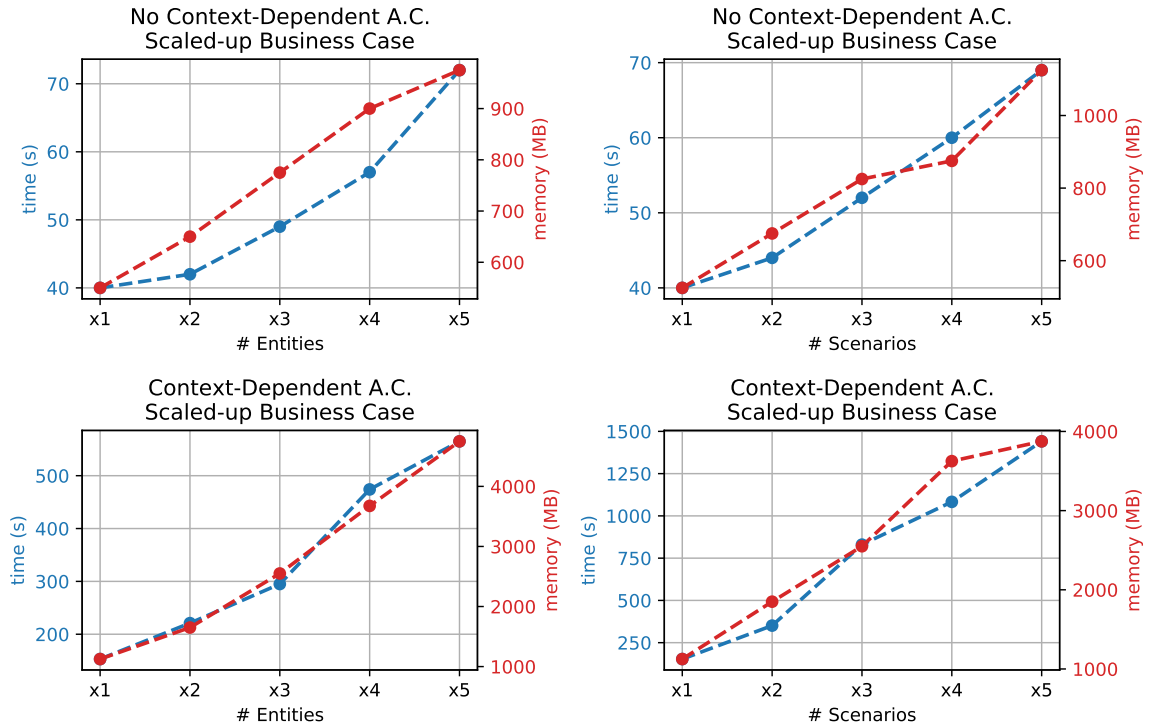 No Context-Dependent A.C.
Scaled-up Business Case
70
60
50
40
time (s)
900
800
700
600
memory (MB)
x1 x2 x3 x4 x5
# Entities
No Context-Dependent A.C.
Scaled-up Business Case
70
60
50
40
time (s)
1000
800
600
memory (MB)
x1 x2 x3 x4 x5
# Scenarios
Context-Dependent A.C.
Scaled-up Business Case
500
400
300
200
time (s)
4000
3000
2000
1000
memory (MB)
x1 x2 x3 x4 x5
# Entities
Context-Dependent A.C.
Scaled-up Business Case
1500
1250
1000
750
500
250
time (s)
4000
3000
2000
1000
memory (MB)
x1 x2 x3 x4 x5
# Scenarios